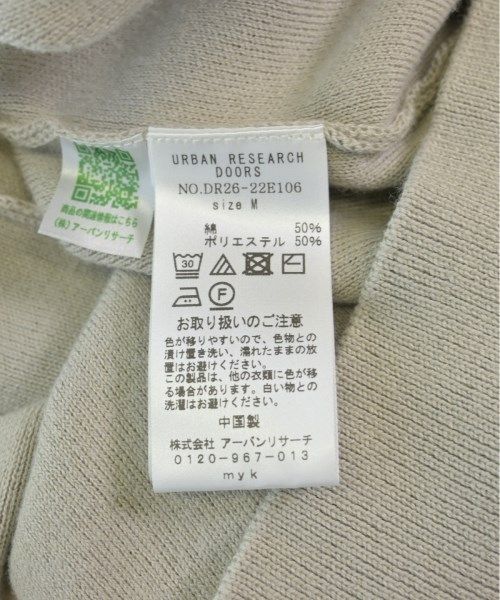 商品の関連情報はこちら
(株)アーバンリサーチ
URBAN RESEARCH
DOORS
NO.DR26-22E106
size M
綿 50%
ポリエステル 50%
30
F
お取り扱いのご注意
色が移りやすいので、色物との
漬け置き洗い、濡れたままの放
置はお避けください。
この製品は、他の衣類に色が移
る場合があります。白い物との
洗濯はお避けください。
中国製
株式会社 アーバンリサーチ
0120-967-013
myk